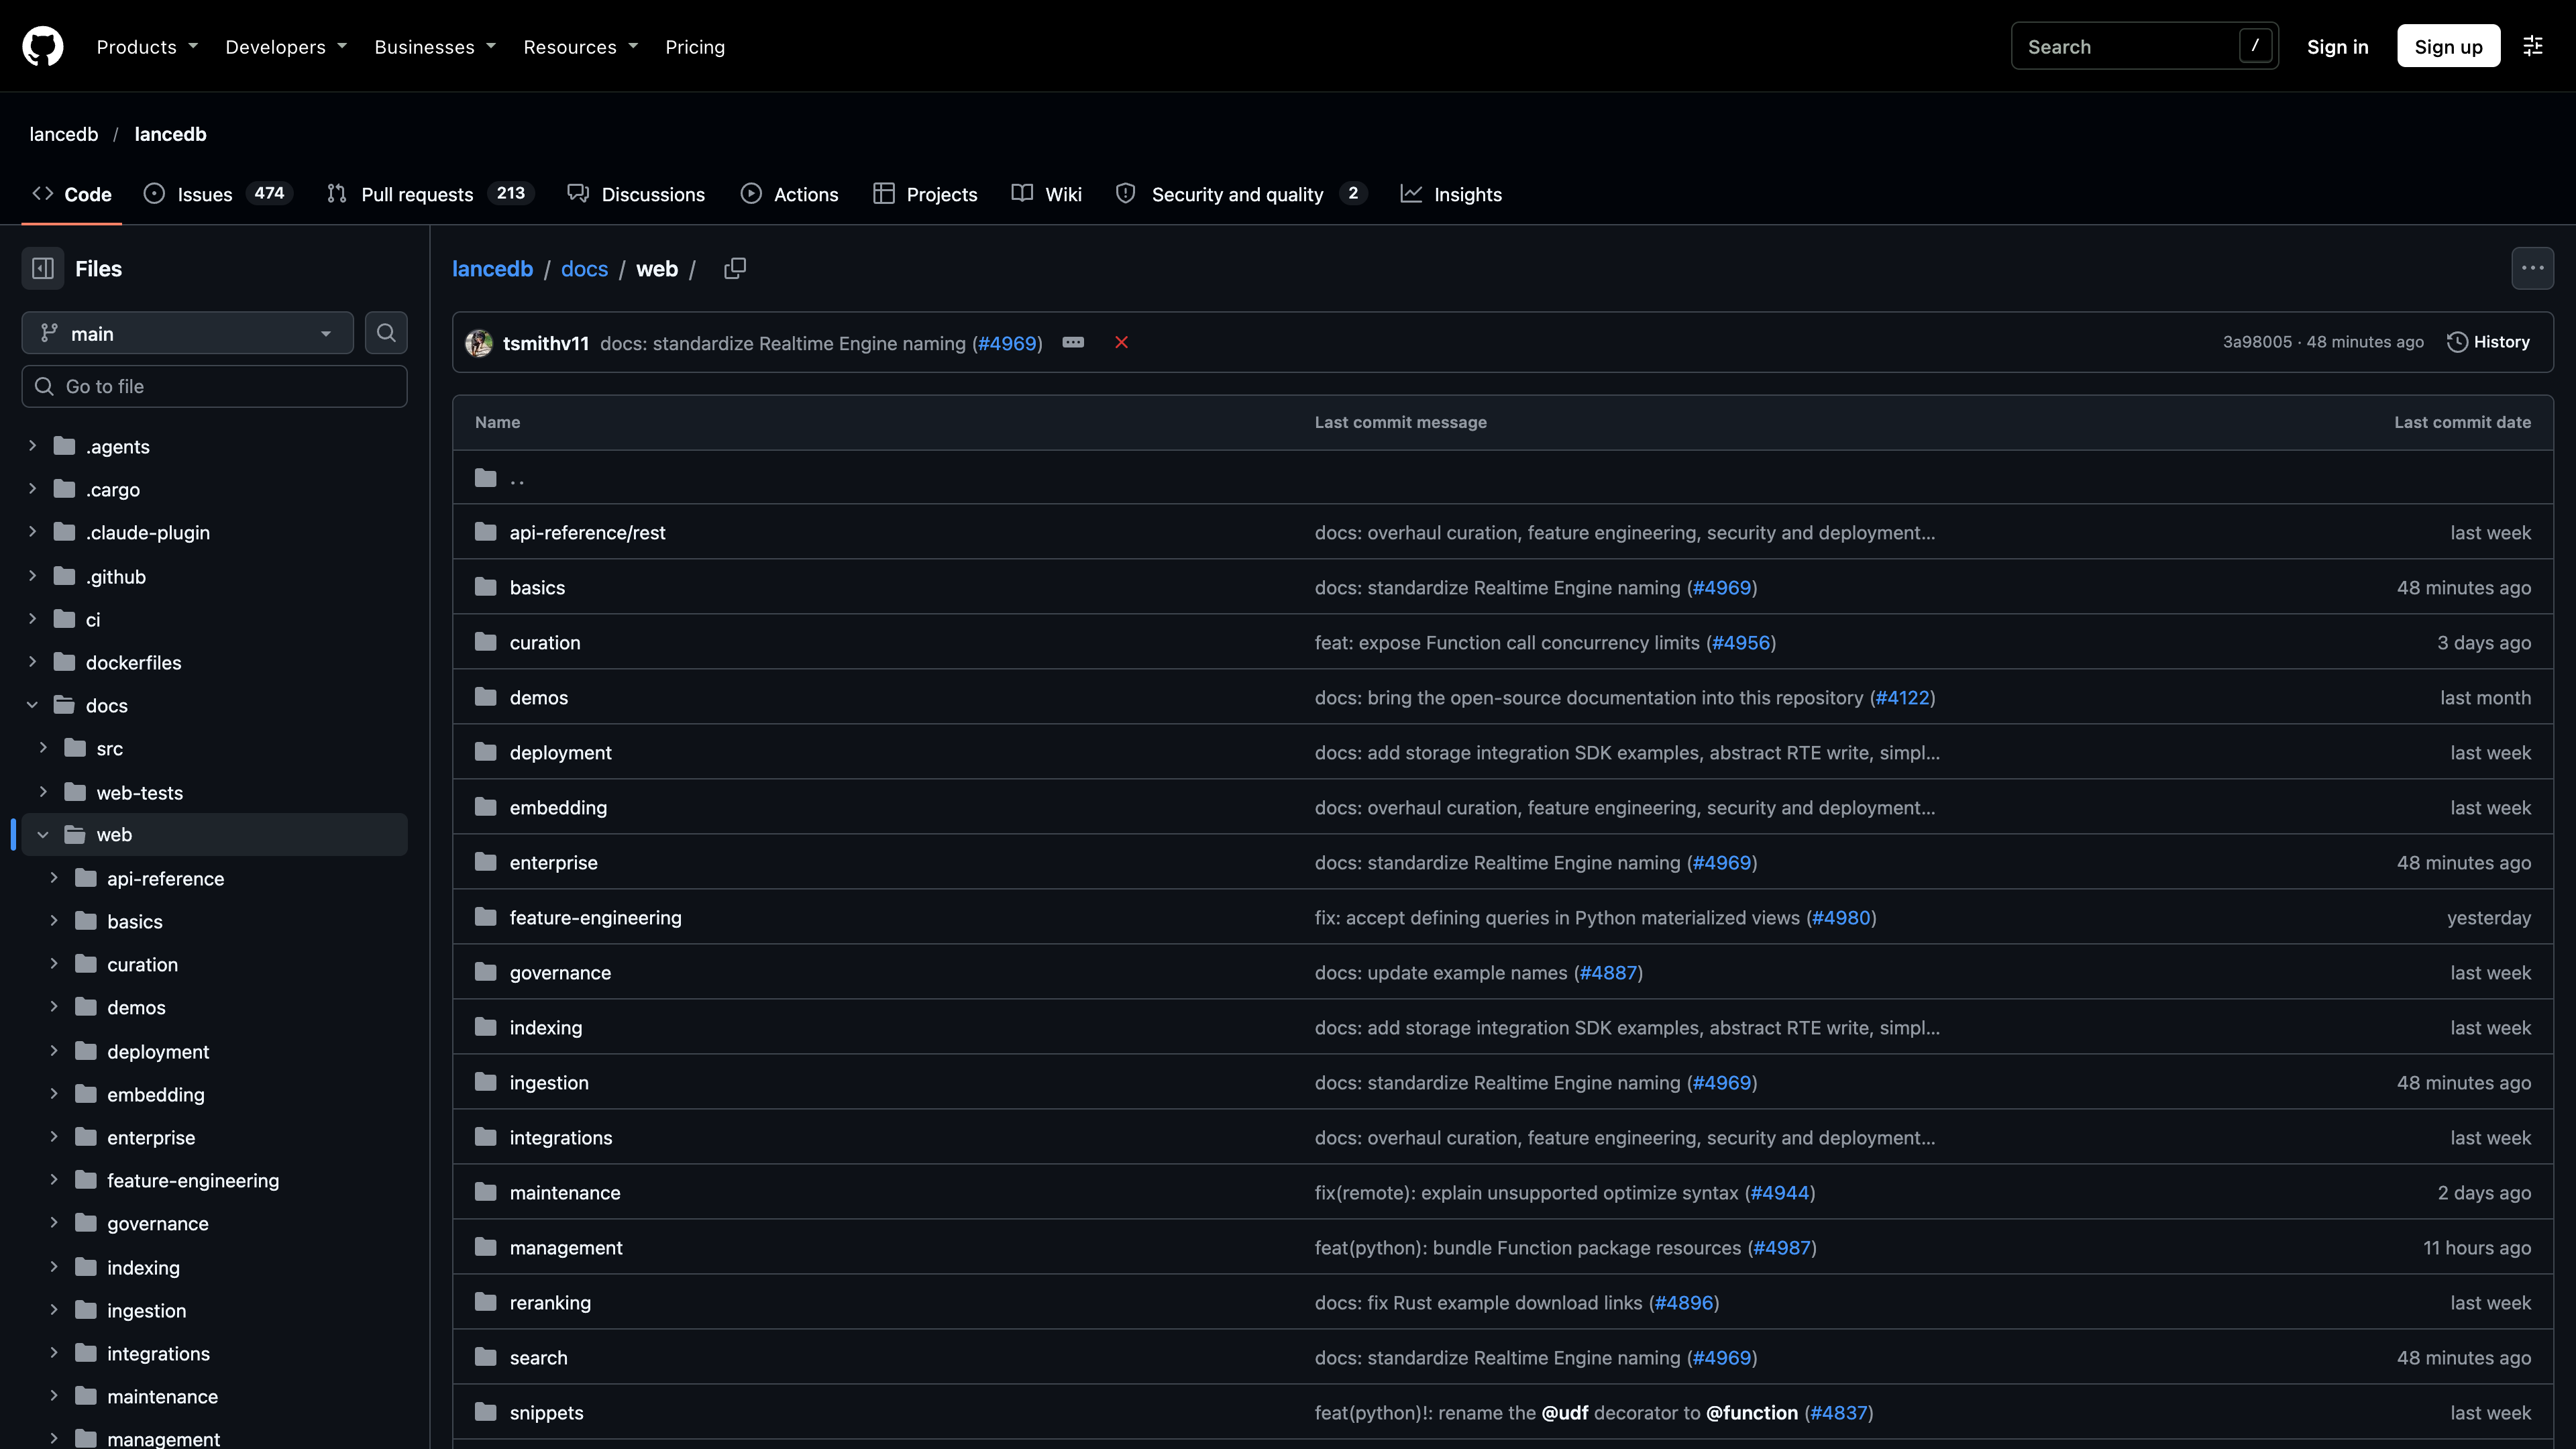 Products Developers Businesses Resources Pricing Search / Sign in Sign up
lancedb / lancedb
Code Issues 474 Pull requests 213 Discussions Actions Projects Wiki Security and quality 2 Insights
Files
main
Go to file
.agents
.cargo
.claude-plugin
.github
ci
dockerfiles
docs
src
web-tests
web
api-reference
basics
curation
demos
deployment
embedding
enterprise
feature-engineering
governance
indexing
ingestion
integrations
maintenance
management
lancedb / docs / web /
tsmithv11 docs: standardize Realtime Engine naming (#4969) 3a98005 · 48 minutes ago History
Name Last commit message Last commit date
..
api-reference/rest docs: overhaul curation, feature engineering, security and deployment... last week
basics docs: standardize Realtime Engine naming (#4969) 48 minutes ago
curation feat: expose Function call concurrency limits (#4956) 3 days ago
demos docs: bring the open-source documentation into this repository (#4122) last month
deployment docs: add storage integration SDK examples, abstract RTE write, simpl... last week
embedding docs: overhaul curation, feature engineering, security and deployment... last week
enterprise docs: standardize Realtime Engine naming (#4969) 48 minutes ago
feature-engineering fix: accept defining queries in Python materialized views (#4980) yesterday
governance docs: update example names (#4887) last week
indexing docs: add storage integration SDK examples, abstract RTE write, simpl... last week
ingestion docs: standardize Realtime Engine naming (#4969) 48 minutes ago
integrations docs: overhaul curation, feature engineering, security and deployment... last week
maintenance fix(remote): explain unsupported optimize syntax (#4944) 2 days ago
management feat(python): bundle Function package resources (#4987) 11 hours ago
reranking docs: fix Rust example download links (#4896) last week
search docs: standardize Realtime Engine naming (#4969) 48 minutes ago
snippets feat(python)!: rename the @udf decorator to @function (#4837) last week